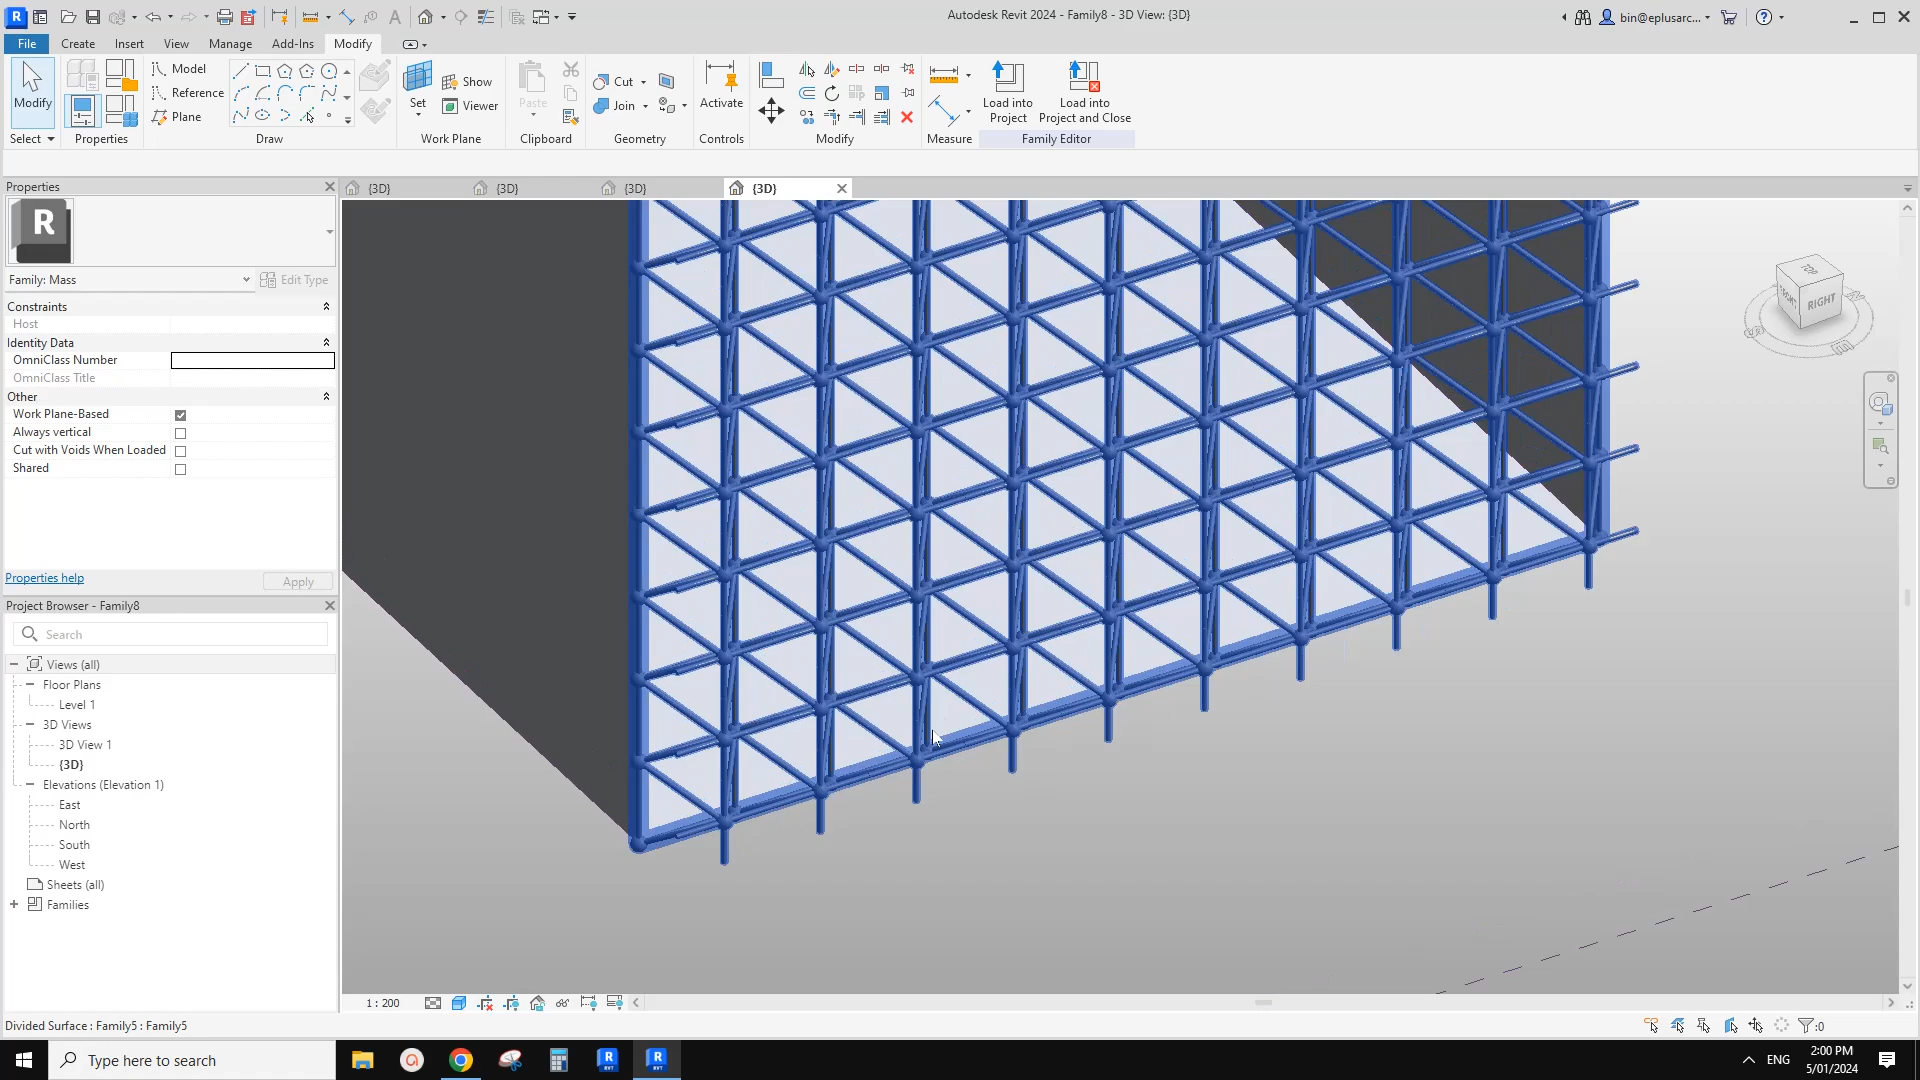 Autodesk Revit 2024 - Family8 - 3D View: {3D}
bin@eplusarc...
File Create Insert View Manage Add-Ins Modify
Modify
Select
Properties
Model
Reference
Plane
Draw
Set
Show
Viewer
Work Plane
Paste
Clipboard
Cut
Join
Geometry
Activate
Controls
Modify
Measure
Load into
Project
Load into
Project and Close
Family Editor
Properties
{3D} {3D} {3D} {3D}
R
Family: Mass
Edit Type
Constraints
Host
Identity Data
OmniClass Number
OmniClass Title
Other
Work Plane-Based
Always vertical
Cut with Voids When Loaded
Shared
Properties help
Apply
Project Browser - Family8
Search
Views (all)
Floor Plans
Level 1
3D Views
3D View 1
{3D}
Elevations (Elevation 1)
East
North
South
West
Sheets (all)
Families
TOP
FRONT
RIGHT
1 : 200
Divided Surface : Family5 : Family5
:0
Type here to search
ENG
2:00 PM
5/01/2024